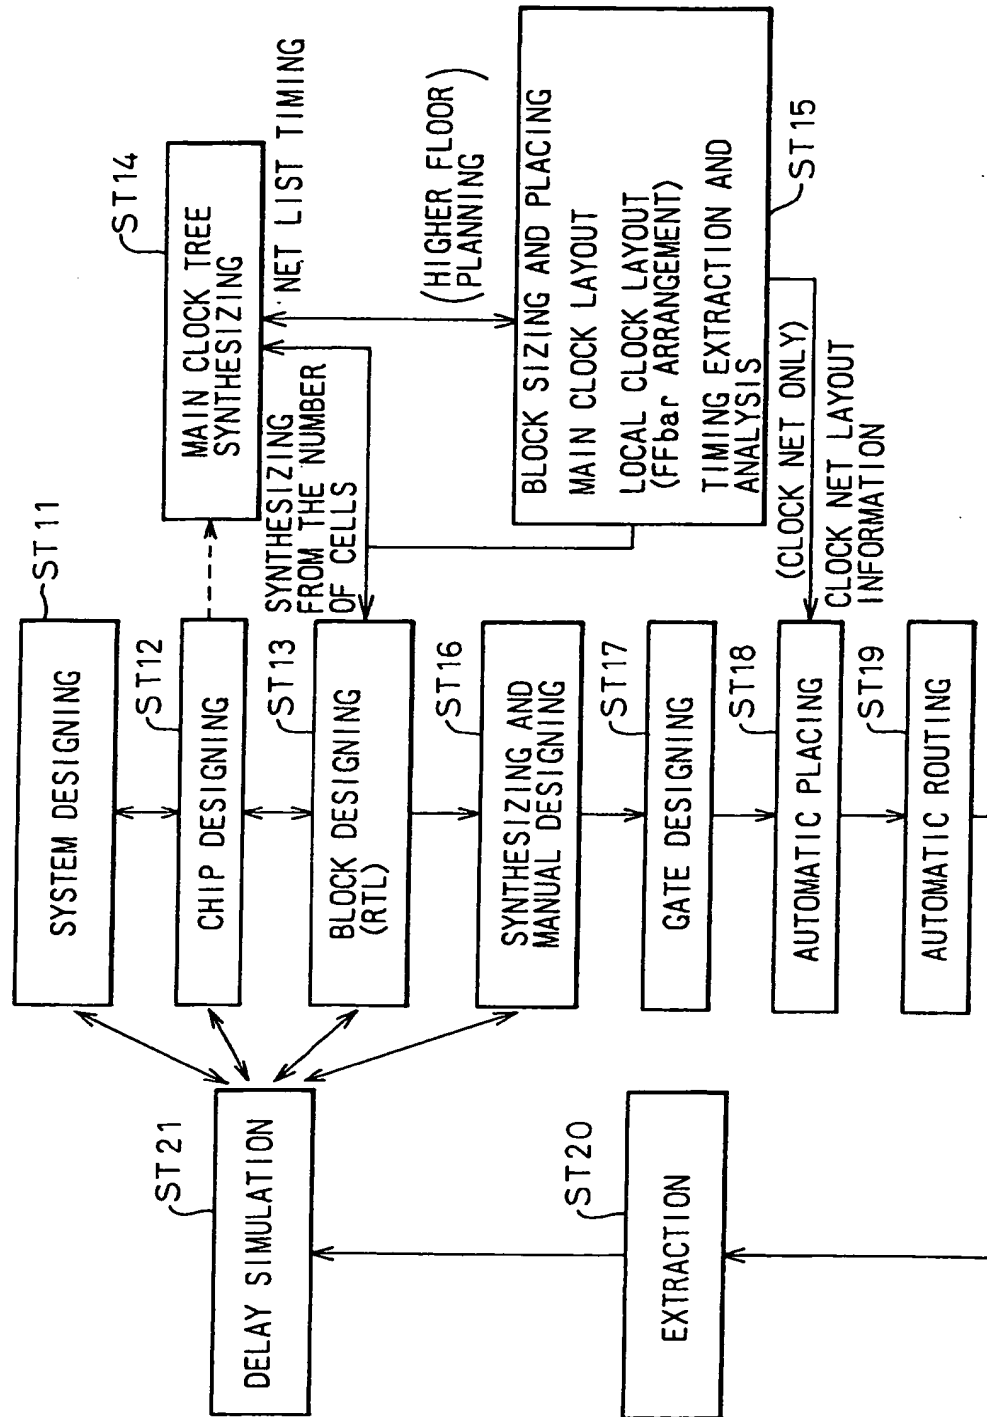 ST11
SYSTEM DESIGNING
ST12
CHIP DESIGNING
ST13
BLOCK DESIGNING
(RTL)
ST14
MAIN CLOCK TREE
SYNTHESIZING
NET LIST TIMING
SYNTHESIZING
FROM THE NUMBER
OF CELLS
(HIGHER FLOOR
PLANNING)
BLOCK SIZING AND PLACING
MAIN CLOCK LAYOUT
LOCAL CLOCK LAYOUT
(FFbar ARRANGEMENT)
TIMING EXTRACTION AND
ANALYSIS
ST15
(CLOCK NET ONLY)
CLOCK NET LAYOUT
INFORMATION
ST16
SYNTHESIZING AND
MANUAL DESIGNING
ST17
GATE DESIGNING
ST18
AUTOMATIC PLACING
ST19
AUTOMATIC ROUTING
ST20
EXTRACTION
ST21
DELAY SIMULATION